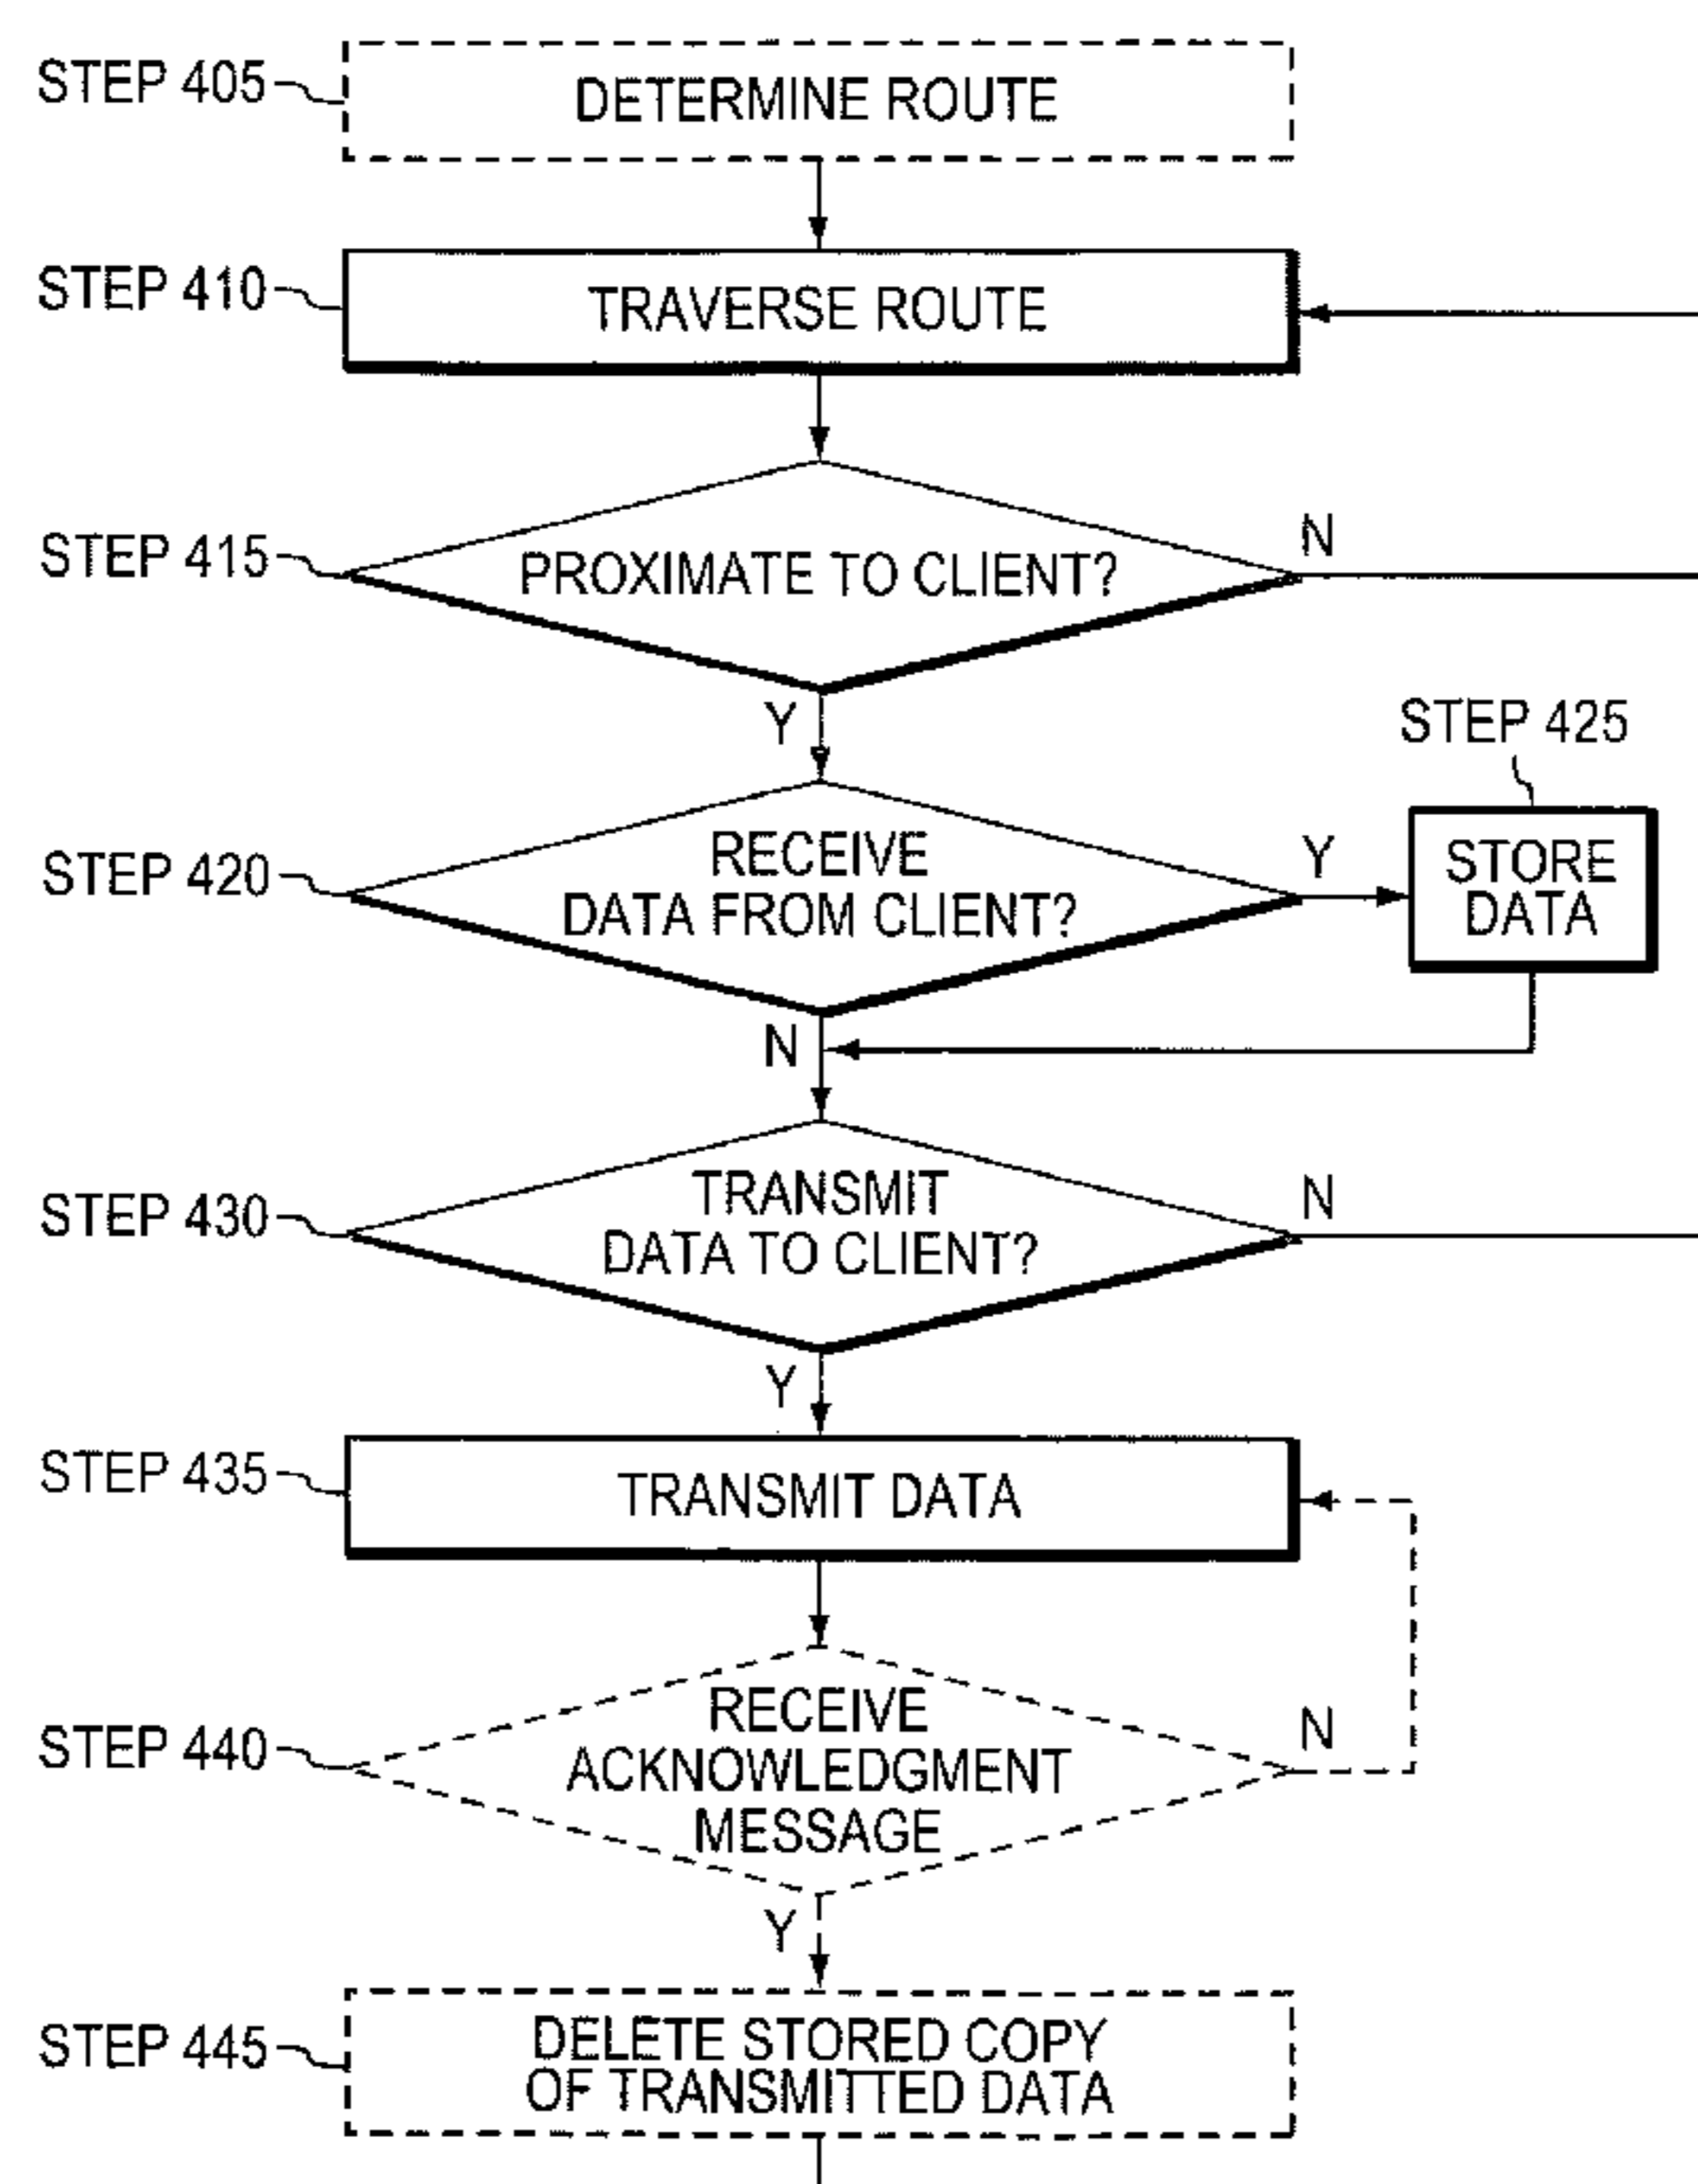 STEP 405
DETERMINE ROUTE
STEP 410
TRAVERSE ROUTE
STEP 415
PROXIMATE TO CLIENT?
N
Y
STEP 425
STEP 420
RECEIVE
DATA FROM CLIENT?
Y
STORE
DATA
N
STEP 430
TRANSMIT
DATA TO CLIENT?
N
Y
STEP 435
TRANSMIT DATA
STEP 440
RECEIVE
ACKNOWLEDGMENT
MESSAGE
N
Y
STEP 445
DELETE STORED COPY
OF TRANSMITTED DATA